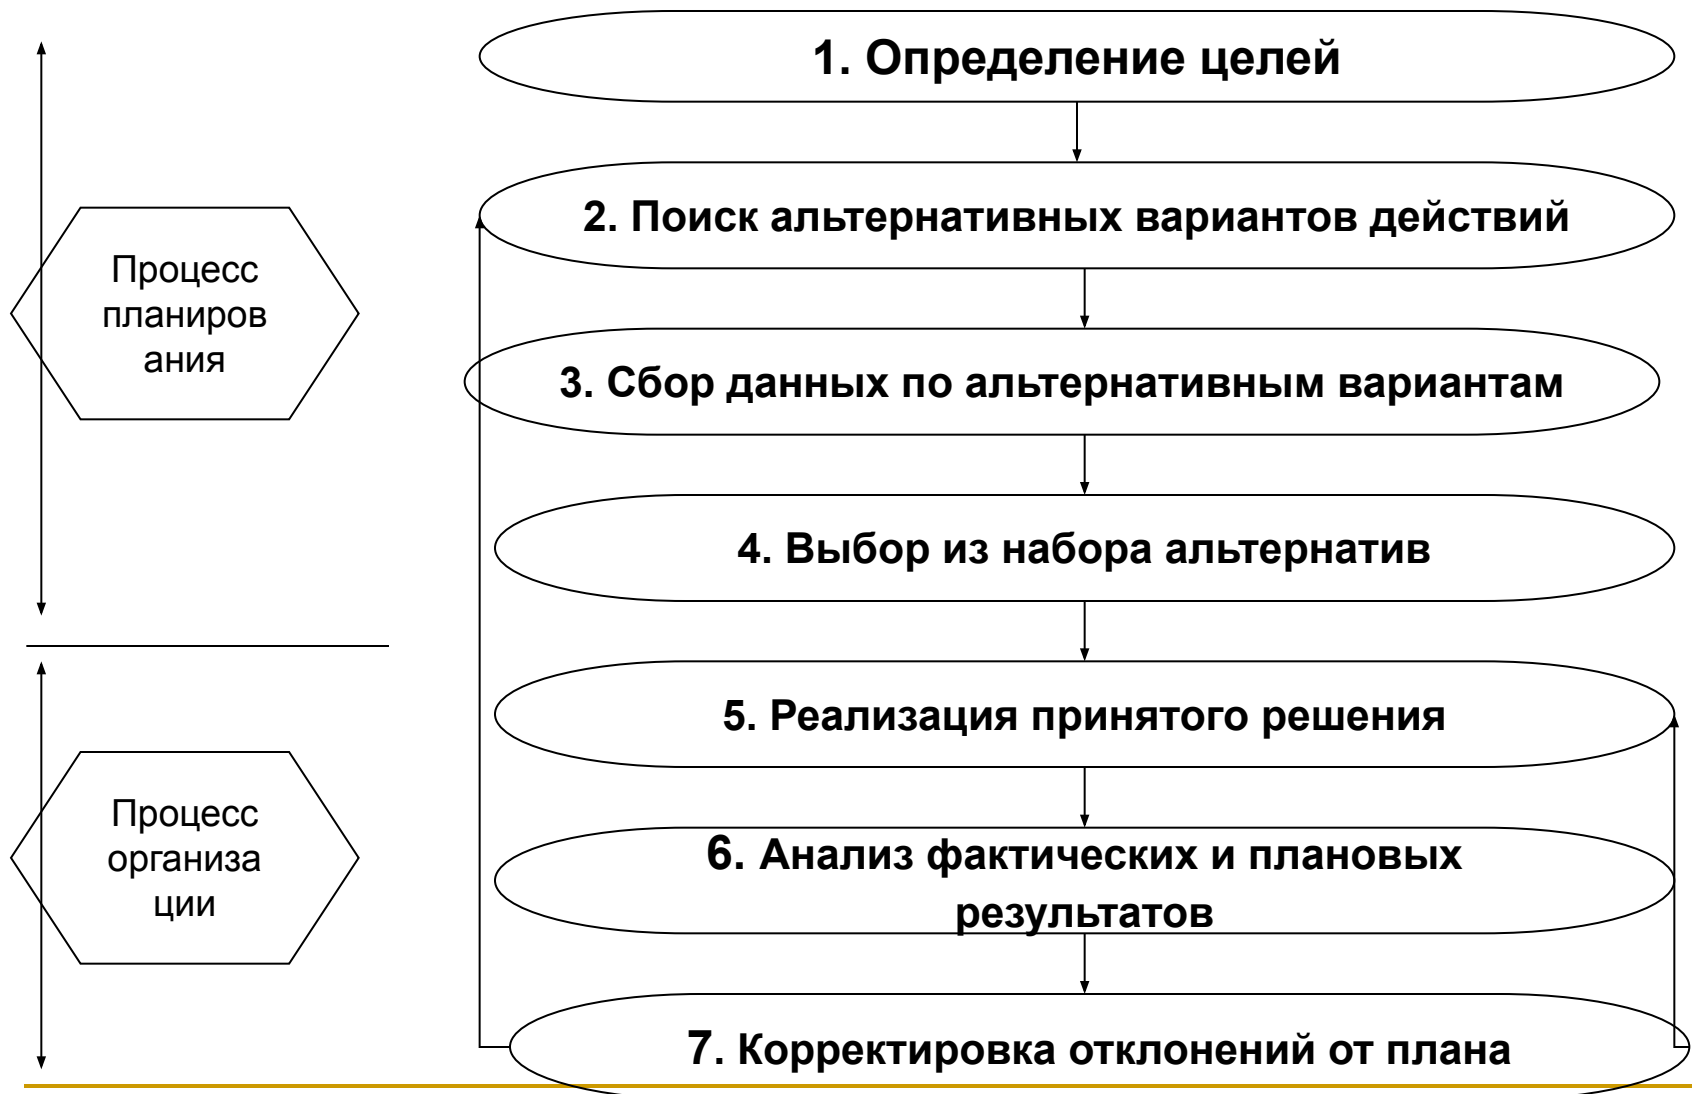 1. Определение целей
2. Поиск альтернативных вариантов действий
Процесс
планиров
ания
3. Сбор данных по альтернативным вариантам
4. Выбор из набора альтернатив
5. Реализация принятого решения
Процесс
организа
ции
6. Анализ фактических и плановых
результатов
7. Корректировка отклонений от плана